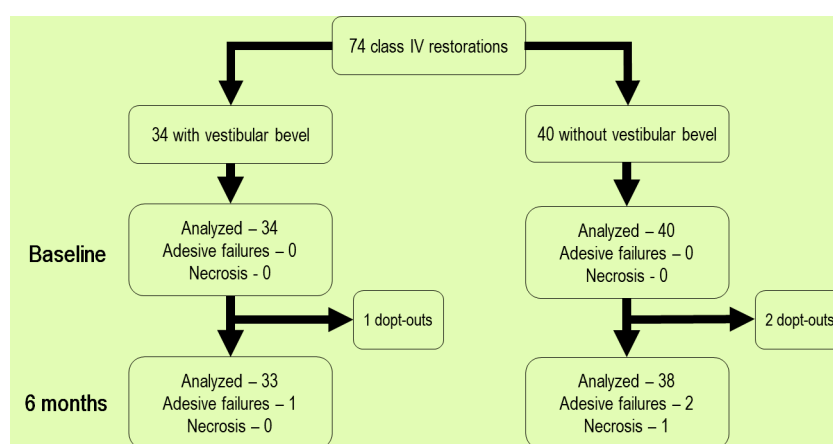 74 class IV restorations
34 with vestibular bevel
40 without vestibular bevel
Baseline
Analyzed – 34
Adesive failures – 0
Necrosis - 0
Analyzed – 40
Adesive failures – 0
Necrosis - 0
1 dopt-outs
2 dopt-outs
6 months
Analyzed – 33
Adesive failures – 1
Necrosis – 0
Analyzed – 38
Adesive failures – 2
Necrosis – 1